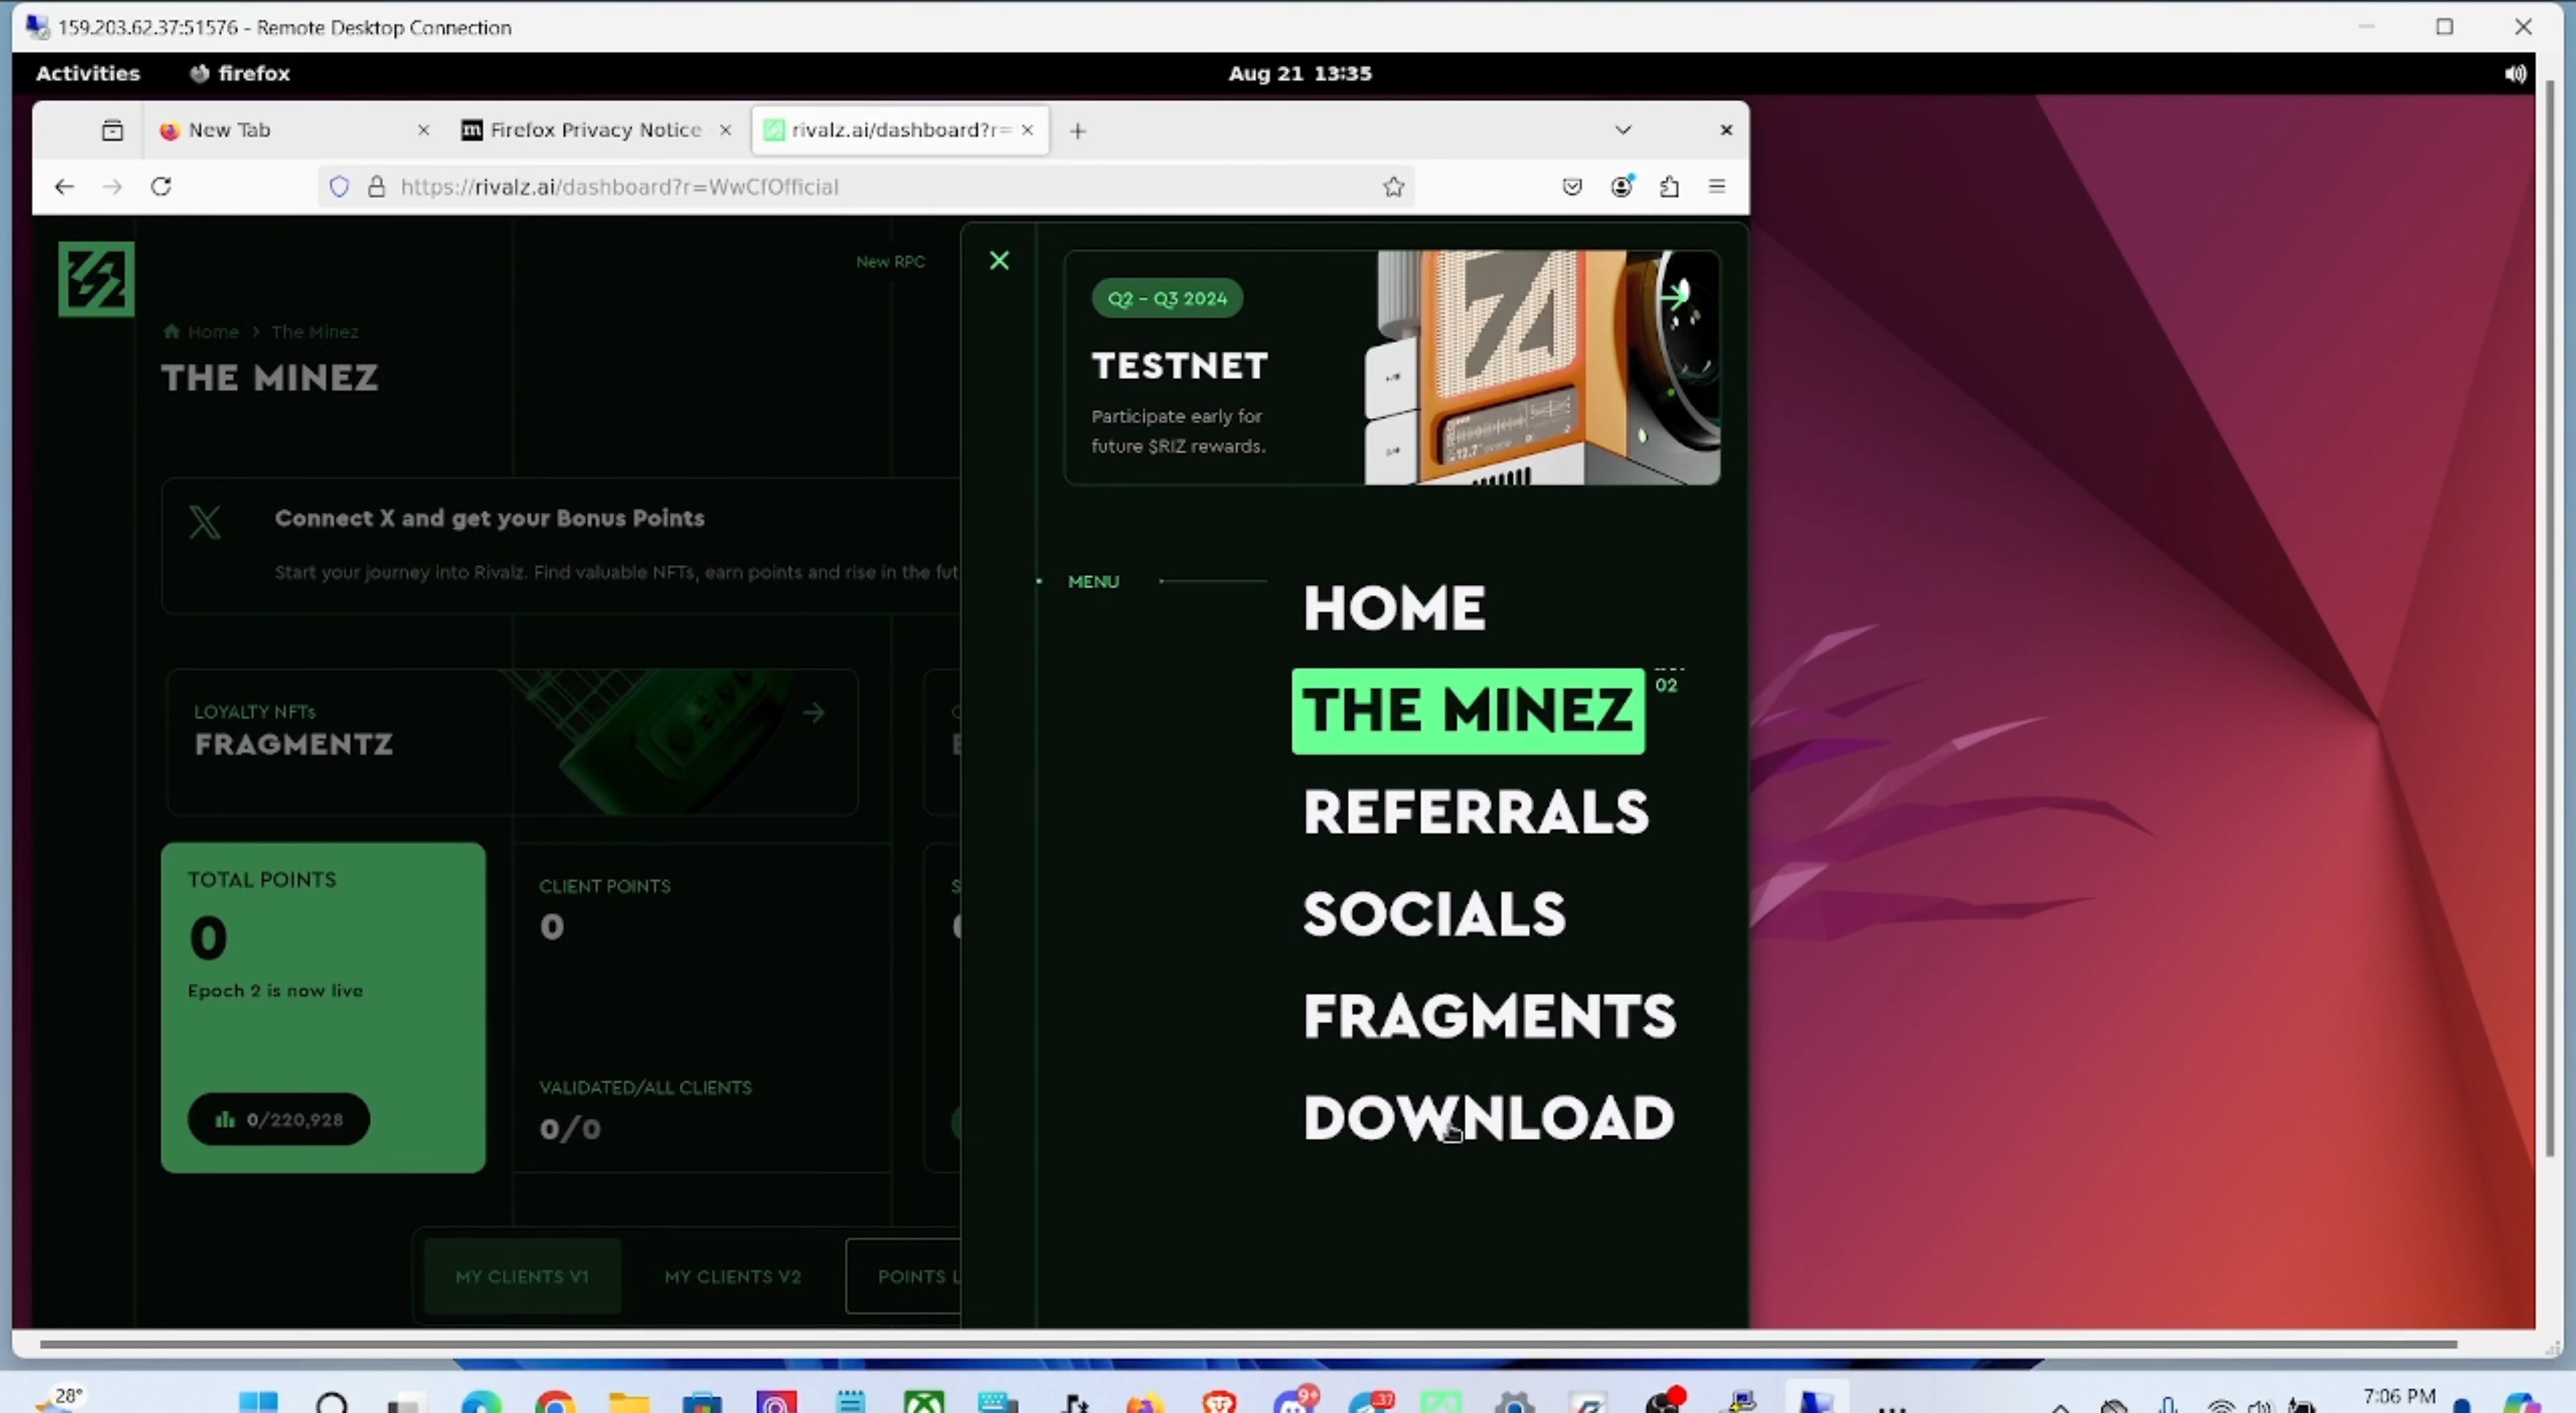 159.203.62.37:51576 - Remote Desktop Connection
Activities
firefox
Aug 21 13:35
New Tab
Firefox Privacy Notice
rivalz.ai/dashboard?r=
https://rivalz.ai/dashboard?r=WwCfOfficial
New RPC
Home > The Minez
THE MINEZ
Connect X and get your Bonus Points
Start your journey into Rivalz. Find valuable NFTs, earn points and rise in the fut
LOYALTY NFTs
FRAGMENTZ
TOTAL POINTS
0
Epoch 2 is now live
0/220,928
CLIENT POINTS
0
VALIDATED/ALL CLIENTS
0/0
MY CLIENTS V1
MY CLIENTS V2
POINTS L
Q2 – Q3 2024
TESTNET
Participate early for
future $RIZ rewards.
MENU
HOME
THE MINEZ
02
REFERRALS
SOCIALS
FRAGMENTS
DOWNLOAD
28°
9+
37
7:06 PM